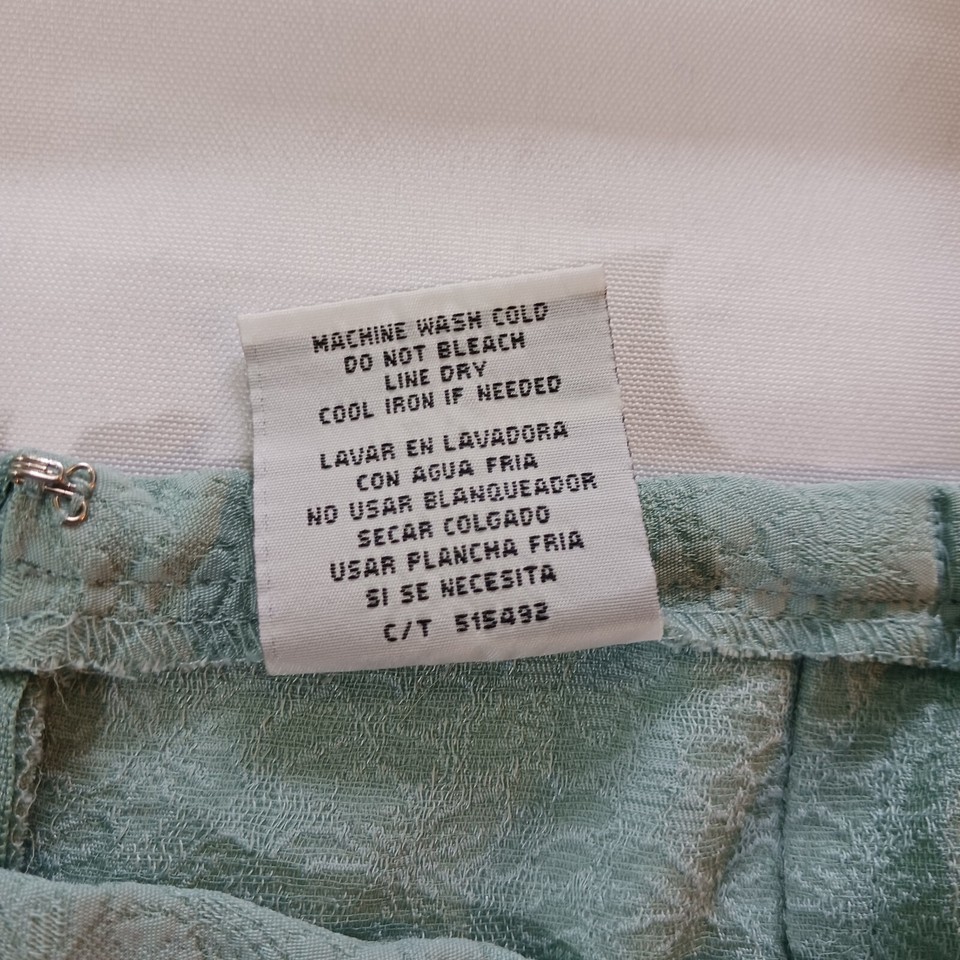 MACHINE WASH COLD
DO NOT BLEACH
LINE DRY
COOL IRON IF NEEDED
LAVAR EN LAVADORA
CON AGUA FRIA
NO USAR BLANQUEADOR
SECAR COLGADO
USAR PLANCHA FRIA
SI SE NECESITA
C/T 515492